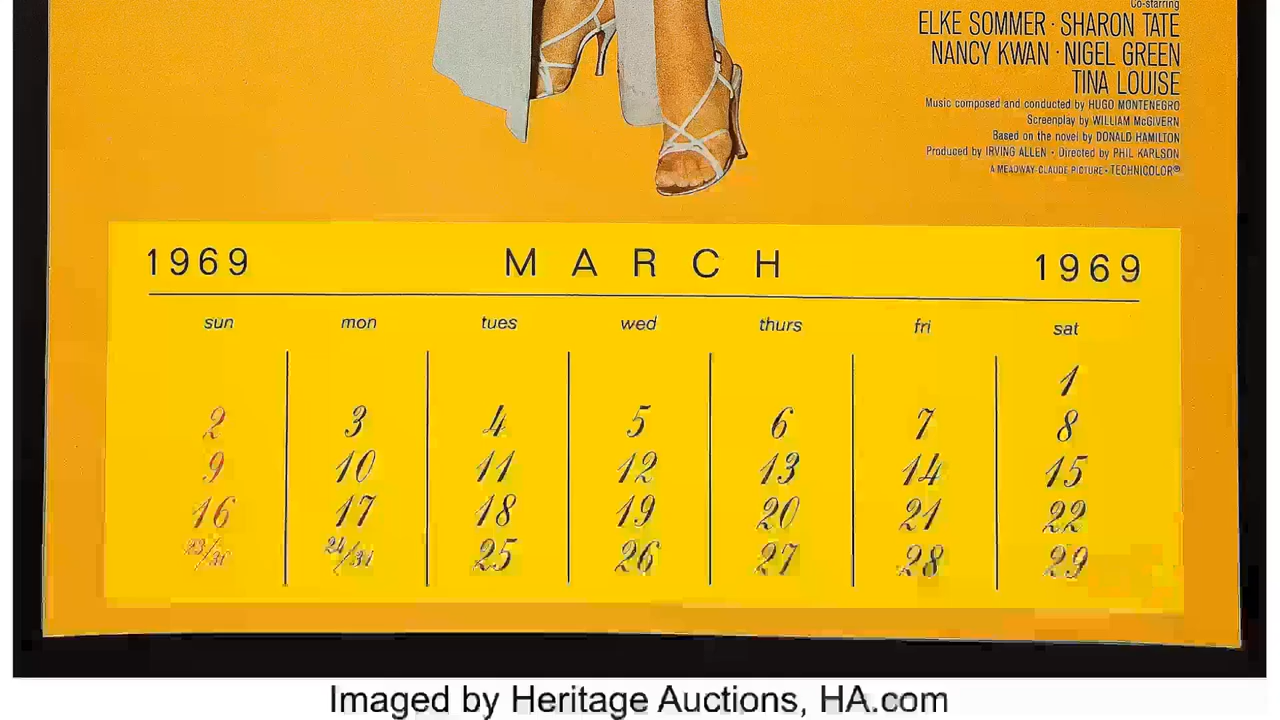 Co-starring
ELKE SOMMER · SHARON TATE
NANCY KWAN · NIGEL GREEN
TINA LOUISE
Music composed and conducted by HUGO MONTENEGRO
Screenplay by WILLIAM McGIVERN
Based on the novel by DONALD HAMILTON
Produced by IRVING ALLEN · Directed by PHIL KARLSON
A MEADWAY-CLAUDE PICTURE · TECHNICOLOR®
1969 MARCH 1969
sun mon tues wed thurs fri sat
1
2 3 4 5 6 7 8
9 10 11 12 13 14 15
16 17 18 19 20 21 22
23/30 24/31 25 26 27 28 29
Imaged by Heritage Auctions, HA.com